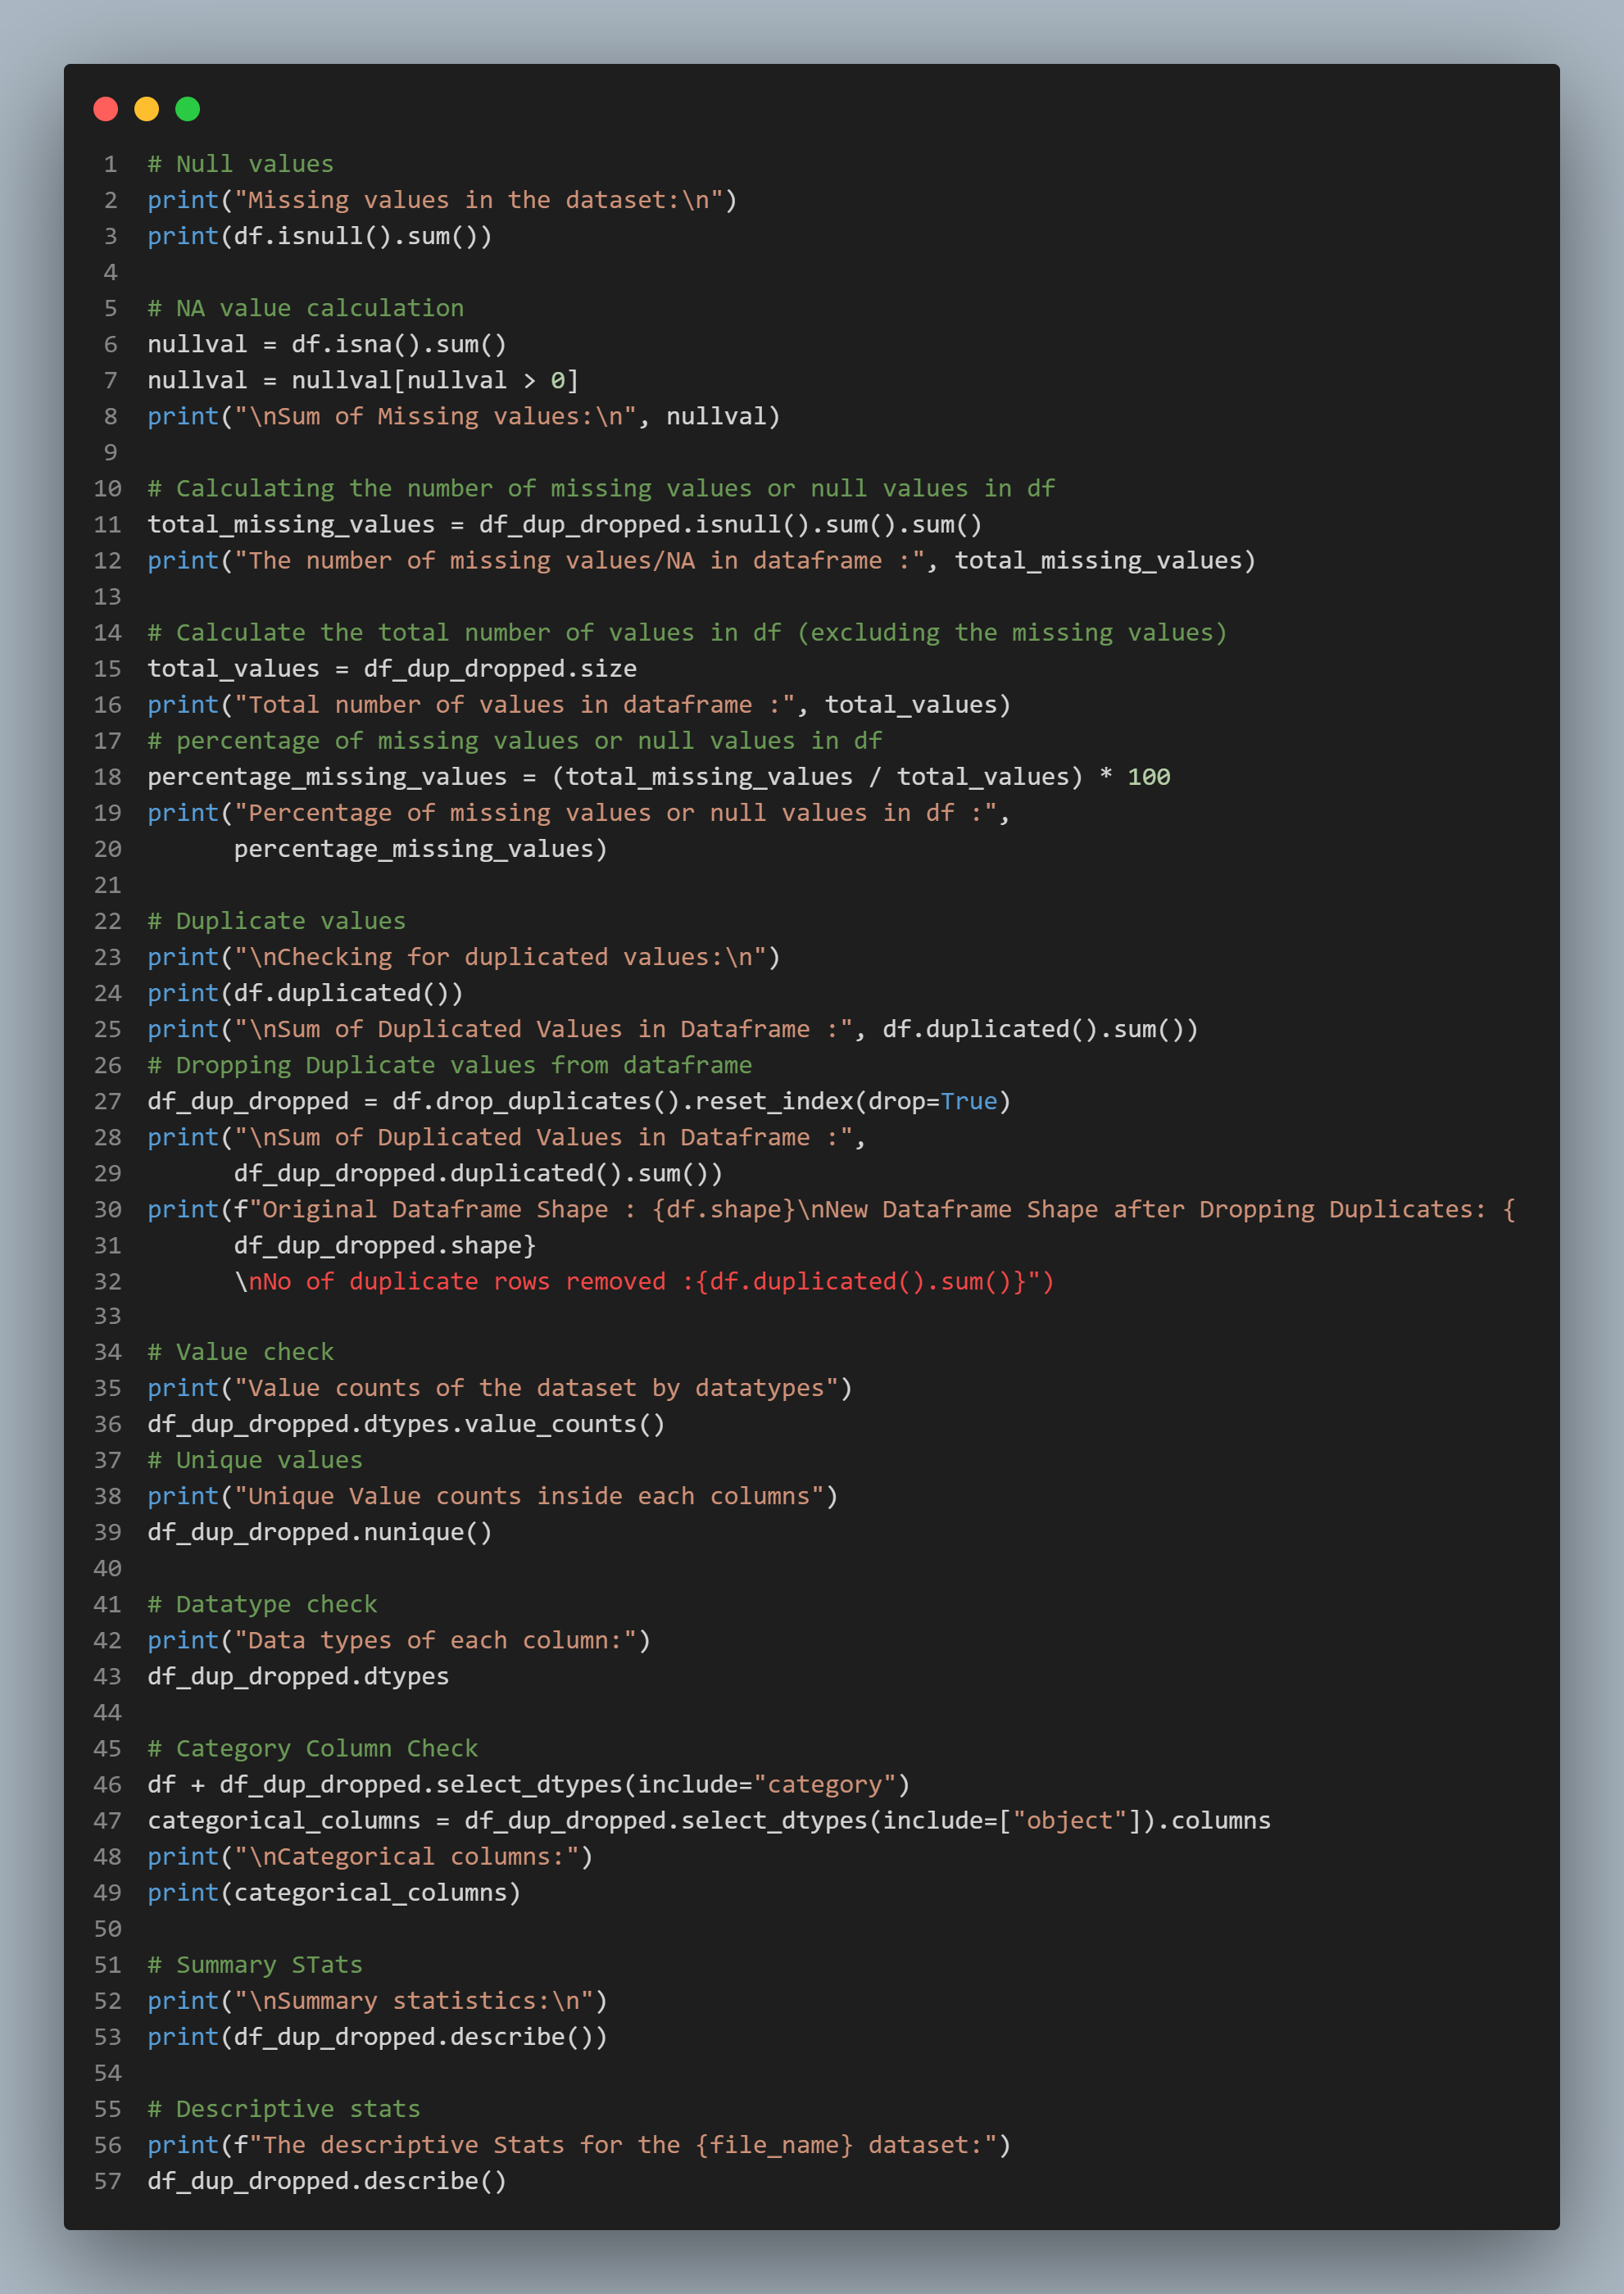 1 # Null values
2 print("Missing values in the dataset:\n")
3 print(df.isnull().sum())
4
5 # NA value calculation
6 nullval = df.isna().sum()
7 nullval = nullval[nullval > 0]
8 print("\nSum of Missing values:\n", nullval)
9
10 # Calculating the number of missing values or null values in df
11 total_missing_values = df_dup_dropped.isnull().sum().sum()
12 print("The number of missing values/NA in dataframe :", total_missing_values)
13
14 # Calculate the total number of values in df (excluding the missing values)
15 total_values = df_dup_dropped.size
16 print("Total number of values in dataframe :", total_values)
17 # percentage of missing values or null values in df
18 percentage_missing_values = (total_missing_values / total_values) * 100
19 print("Percentage of missing values or null values in df :",
20       percentage_missing_values)
21
22 # Duplicate values
23 print("\nChecking for duplicated values:\n")
24 print(df.duplicated())
25 print("\nSum of Duplicated Values in Dataframe :", df.duplicated().sum())
26 # Dropping Duplicate values from dataframe
27 df_dup_dropped = df.drop_duplicates().reset_index(drop=True)
28 print("\nSum of Duplicated Values in Dataframe :",
29       df_dup_dropped.duplicated().sum())
30 print(f"Original Dataframe Shape : {df.shape}\nNew Dataframe Shape after Dropping Duplicates: {
31       df_dup_dropped.shape}
32       \nNo of duplicate rows removed :{df.duplicated().sum()}")
33
34 # Value check
35 print("Value counts of the dataset by datatypes")
36 df_dup_dropped.dtypes.value_counts()
37 # Unique values
38 print("Unique Value counts inside each columns")
39 df_dup_dropped.nunique()
40
41 # Datatype check
42 print("Data types of each column:")
43 df_dup_dropped.dtypes
44
45 # Category Column Check
46 df + df_dup_dropped.select_dtypes(include="category")
47 categorical_columns = df_dup_dropped.select_dtypes(include=["object"]).columns
48 print("\nCategorical columns:")
49 print(categorical_columns)
50
51 # Summary STats
52 print("\nSummary statistics:\n")
53 print(df_dup_dropped.describe())
54
55 # Descriptive stats
56 print(f"The descriptive Stats for the {file_name} dataset:")
57 df_dup_dropped.describe()